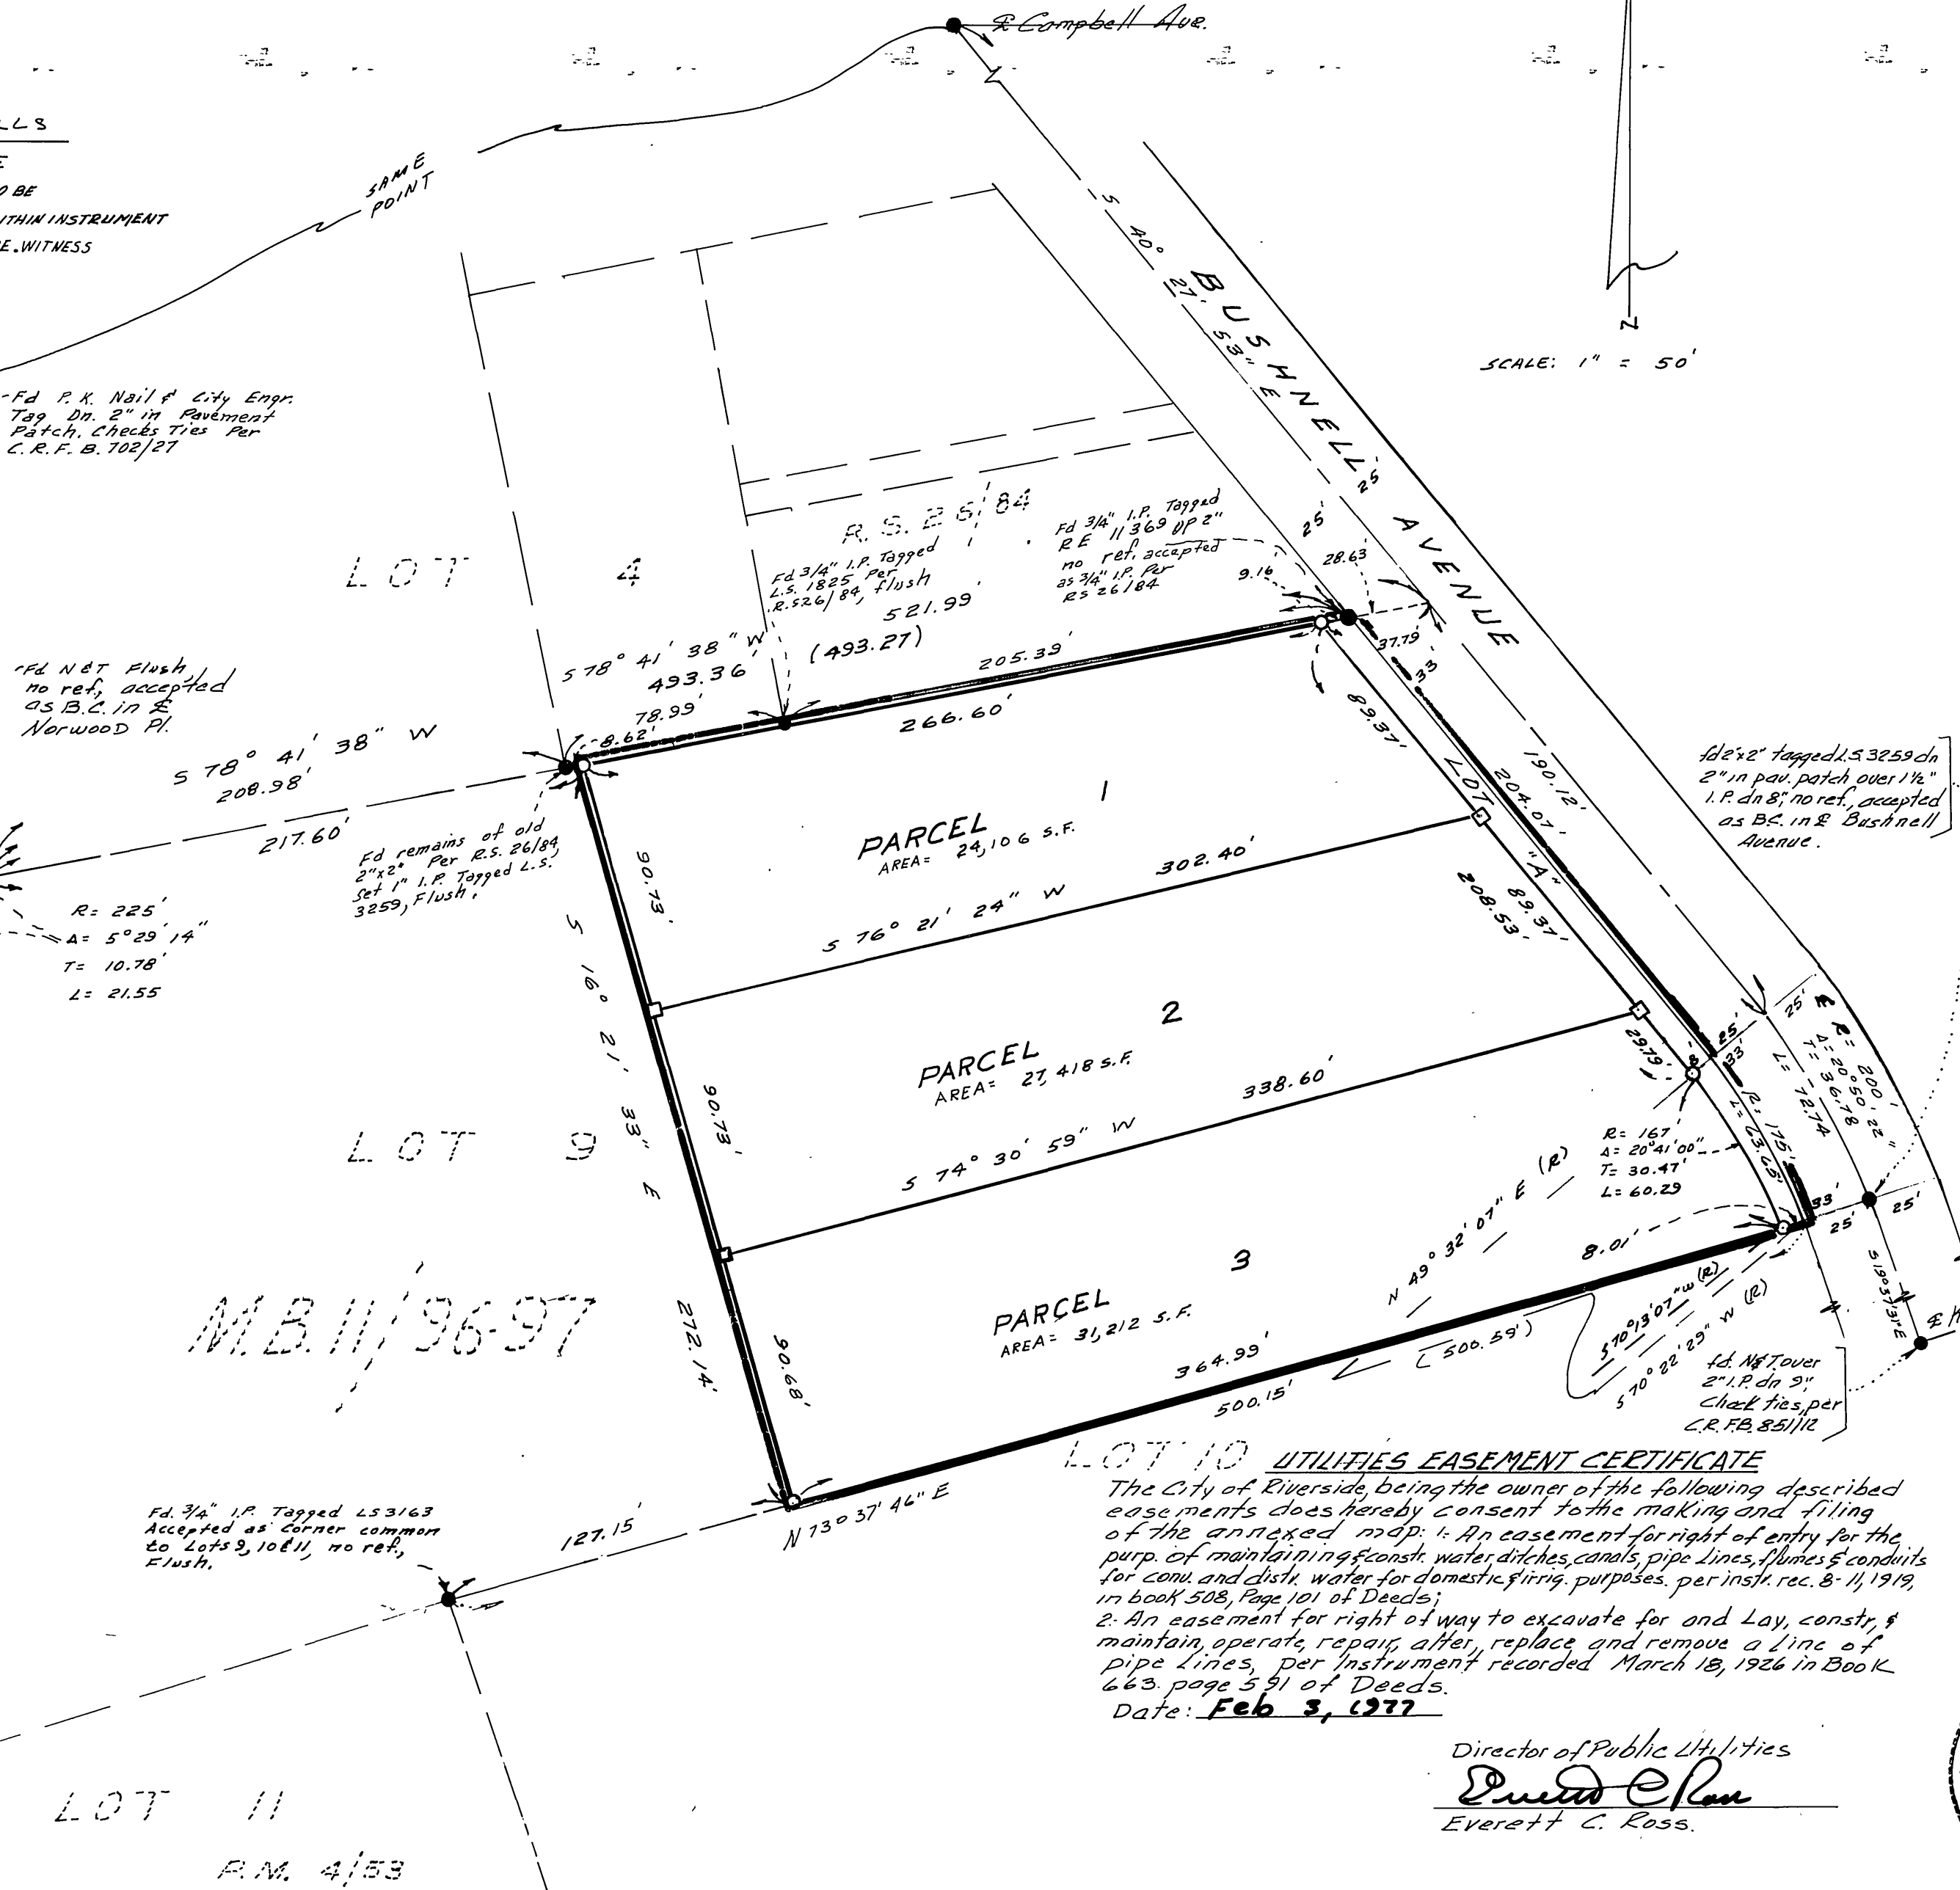 ℄ Campbell Ave.
LLS
E
O BE
ITHIN INSTRUMENT
E. WITNESS
SAME
POINT
S 40° 27' 53" E
BUSHNELL AVENUE
25'
25'
N
SCALE: 1" = 50'
Fd P. K. Nail & City Engr.
Tag Dn. 2" in Pavement
Patch. Checks Ties Per
C. R. F. B. 702/27
LOT 4
R. S. 26/84
Fd 3/4" I.P. Tagged
L.S. 1825 Per
R.S 26/84, flush
Fd 3/4" I.P. Tagged
RE 11369 UP 2"
no ref, accepted
as 3/4" I.P. Per
RS 26/84
9.16'
28.63'
521.99'
S 78° 41' 38" W
493.36'
(493.27)
78.99'
205.39'
8.62'
266.60'
37.79'
33'
Fd N&T Flush,
no ref, accepted
as B.C. in ℄
Norwood Pl.
S 78° 41' 38" W
208.98'
217.60'
Fd remains of old
2"x2" Per R.S. 26/84,
Set 1" I.P. Tagged L.S.
3259, Flush.
R= 225'
Δ= 5°29'14"
T= 10.78'
L= 21.55
fd 2"x2" tagged L.S. 3259 dn
2" in pav. patch over 1½"
I.P. dn 8", no ref., accepted
as BC. in ℄ Bushnell
Avenue.
PARCEL 1
AREA= 24,106 S.F.
90.73'
89.37'
LOT "A"
204.07'
190.12'
S 76° 21' 24" W
302.40'
89.37'
208.53'
S 16° 21' 33" E
PARCEL 2
AREA= 27,418 S.F.
90.73'
29.79'
8'
25'
33'
25'
S 74° 30' 59" W
338.60'
℄ R= 200'
Δ= 20°50'22"
T= 36.78
L= 72.74
R= 175'
L= 63.65'
R= 167'
Δ= 20°41'00"
T= 30.47'
L= 60.29
LOT 9
N 49° 32' 07" E (R)
PARCEL 3
AREA= 31,212 S.F.
272.14'
90.68'
8.01'
33'
25'
25'
S 19°37'31" E
S 70°13'07" W (R)
S 70° 22' 29" W (R)
364.99'
(500.59')
500.15'
fd. N&T over
2" I.P. dn 9",
Check ties, per
C.R.F.B. 851/12
M.B. 11/96-97
N 73° 37' 46" E
127.15'
Fd. 3/4" I.P. Tagged LS 3163
Accepted as Corner common
to Lots 9, 10 & 11, no ref.,
Flush.
LOT 10
UTILITIES EASEMENT CERTIFICATE
The City of Riverside, being the owner of the following described
easements does hereby consent to the making and filing
of the annexed map: 1: An easement for right of entry for the
purp. of maintaining & constr. water, ditches, canals, pipe lines, flumes & conduits
for conv. and distr. water for domestic & irrig. purposes. per instr. rec. 8-11, 1919,
in book 508, Page 101 of Deeds;
2: An easement for right of way to excavate for and Lay, constr, &
maintain, operate, repair, alter, replace and remove a Line of
pipe Lines, per Instrument recorded March 18, 1926 in Book
663. page 591 of Deeds.
Date: Feb 3, 1977
Director of Public Utilities
Everett C Ross
Everett C. Ross.
LOT 11
P.M. 4/53